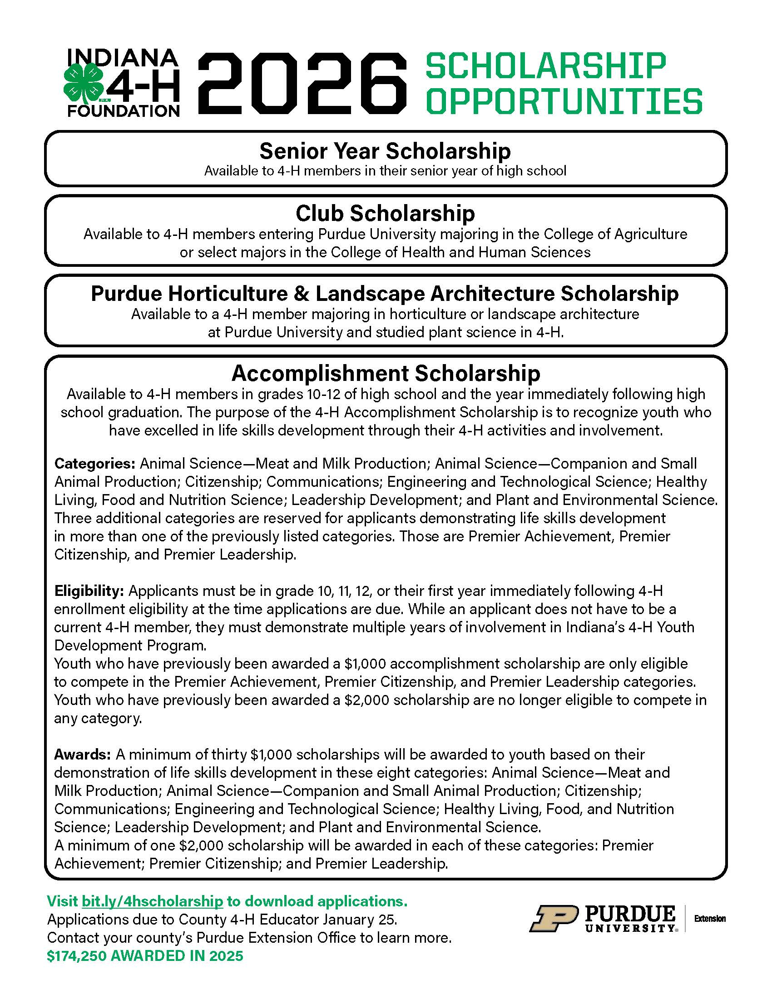 INDIANA
4-H
FOUNDATION
2026
SCHOLARSHIP
OPPORTUNITIES
Senior Year Scholarship
Available to 4-H members in their senior year of high school
Club Scholarship
Available to 4-H members entering Purdue University majoring in the College of Agriculture
or select majors in the College of Health and Human Sciences
Purdue Horticulture & Landscape Architecture Scholarship
Available to a 4-H member majoring in horticulture or landscape architecture
at Purdue University and studied plant science in 4-H.
Accomplishment Scholarship
Available to 4-H members in grades 10-12 of high school and the year immediately following high
school graduation. The purpose of the 4-H Accomplishment Scholarship is to recognize youth who
have excelled in life skills development through their 4-H activities and involvement.
Categories: Animal Science—Meat and Milk Production; Animal Science—Companion and Small
Animal Production; Citizenship; Communications; Engineering and Technological Science; Healthy
Living, Food and Nutrition Science; Leadership Development; and Plant and Environmental Science.
Three additional categories are reserved for applicants demonstrating life skills development
in more than one of the previously listed categories. Those are Premier Achievement, Premier
Citizenship, and Premier Leadership.
Eligibility: Applicants must be in grade 10, 11, 12, or their first year immediately following 4-H
enrollment eligibility at the time applications are due. While an applicant does not have to be a
current 4-H member, they must demonstrate multiple years of involvement in Indiana's 4-H Youth
Development Program.
Youth who have previously been awarded a $1,000 accomplishment scholarship are only eligible
to compete in the Premier Achievement, Premier Citizenship, and Premier Leadership categories.
Youth who have previously been awarded a $2,000 scholarship are no longer eligible to compete in
any category.
Awards: A minimum of thirty $1,000 scholarships will be awarded to youth based on their
demonstration of life skills development in these eight categories: Animal Science—Meat and
Milk Production; Animal Science—Companion and Small Animal Production; Citizenship;
Communications; Engineering and Technological Science; Healthy Living, Food, and Nutrition
Science; Leadership Development; and Plant and Environmental Science.
A minimum of one $2,000 scholarship will be awarded in each of these categories: Premier
Achievement; Premier Citizenship; and Premier Leadership.
Visit bit.ly/4hscholarship to download applications.
Applications due to County 4-H Educator January 25.
Contact your county's Purdue Extension Office to learn more.
$174,250 AWARDED IN 2025
PURDUE
UNIVERSITY®
Extension